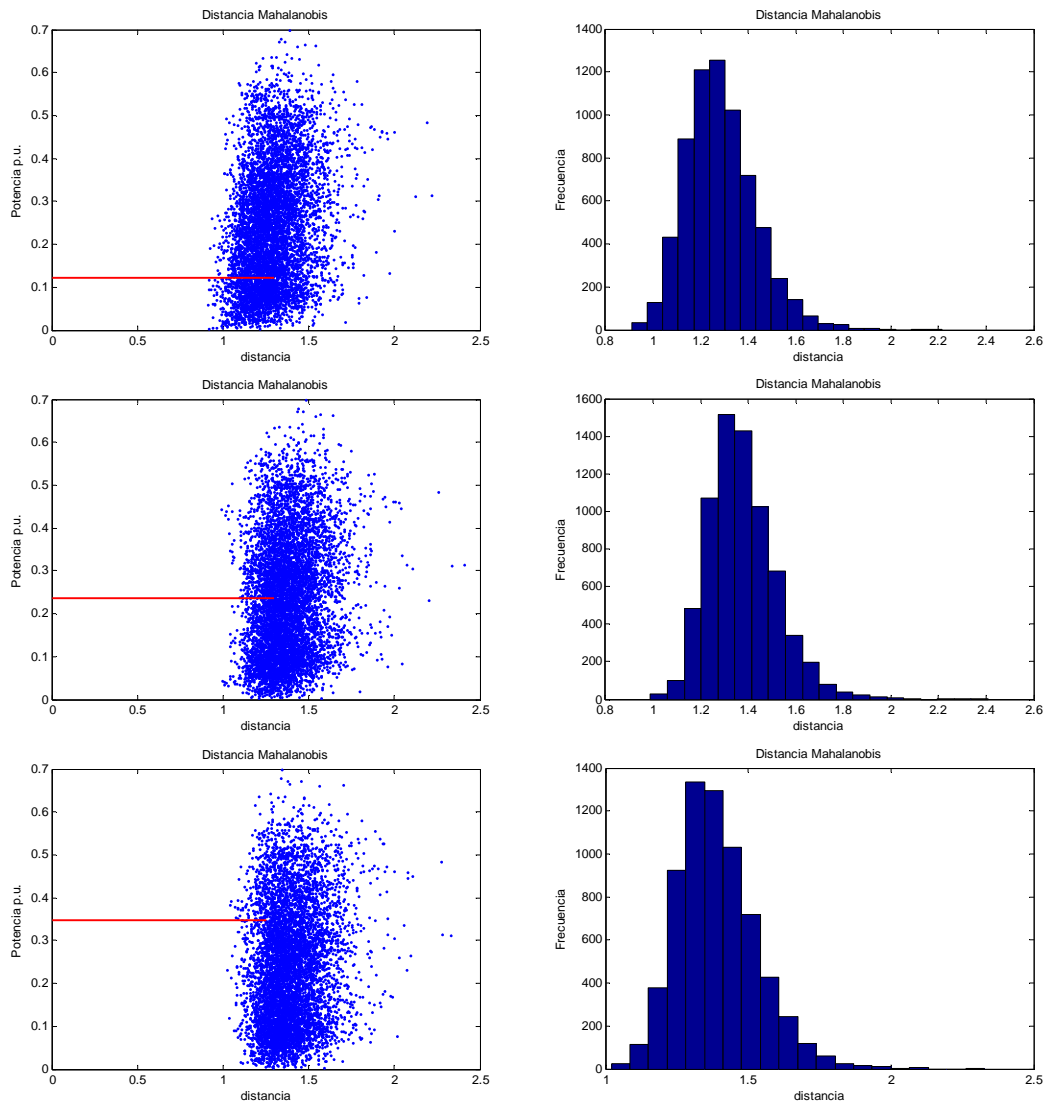 Distancia Mahalanobis
0.7
0.6
0.5
0.4
0.3
0.2
0.1
0
Potencia p.u.
0 0.5 1 1.5 2 2.5
distancia
Distancia Mahalanobis
1400
1200
1000
800
600
400
200
0
Frecuencia
0.8 1 1.2 1.4 1.6 1.8 2 2.2 2.4 2.6
distancia
Distancia Mahalanobis
0.7
0.6
0.5
0.4
0.3
0.2
0.1
0
Potencia p.u.
0 0.5 1 1.5 2 2.5
distancia
Distancia Mahalanobis
1600
1400
1200
1000
800
600
400
200
0
Frecuencia
0.8 1 1.2 1.4 1.6 1.8 2 2.2 2.4 2.6
distancia
Distancia Mahalanobis
0.7
0.6
0.5
0.4
0.3
0.2
0.1
0
Potencia p.u.
0 0.5 1 1.5 2 2.5
distancia
Distancia Mahalanobis
1400
1200
1000
800
600
400
200
0
Frecuencia
1 1.5 2 2.5
distancia